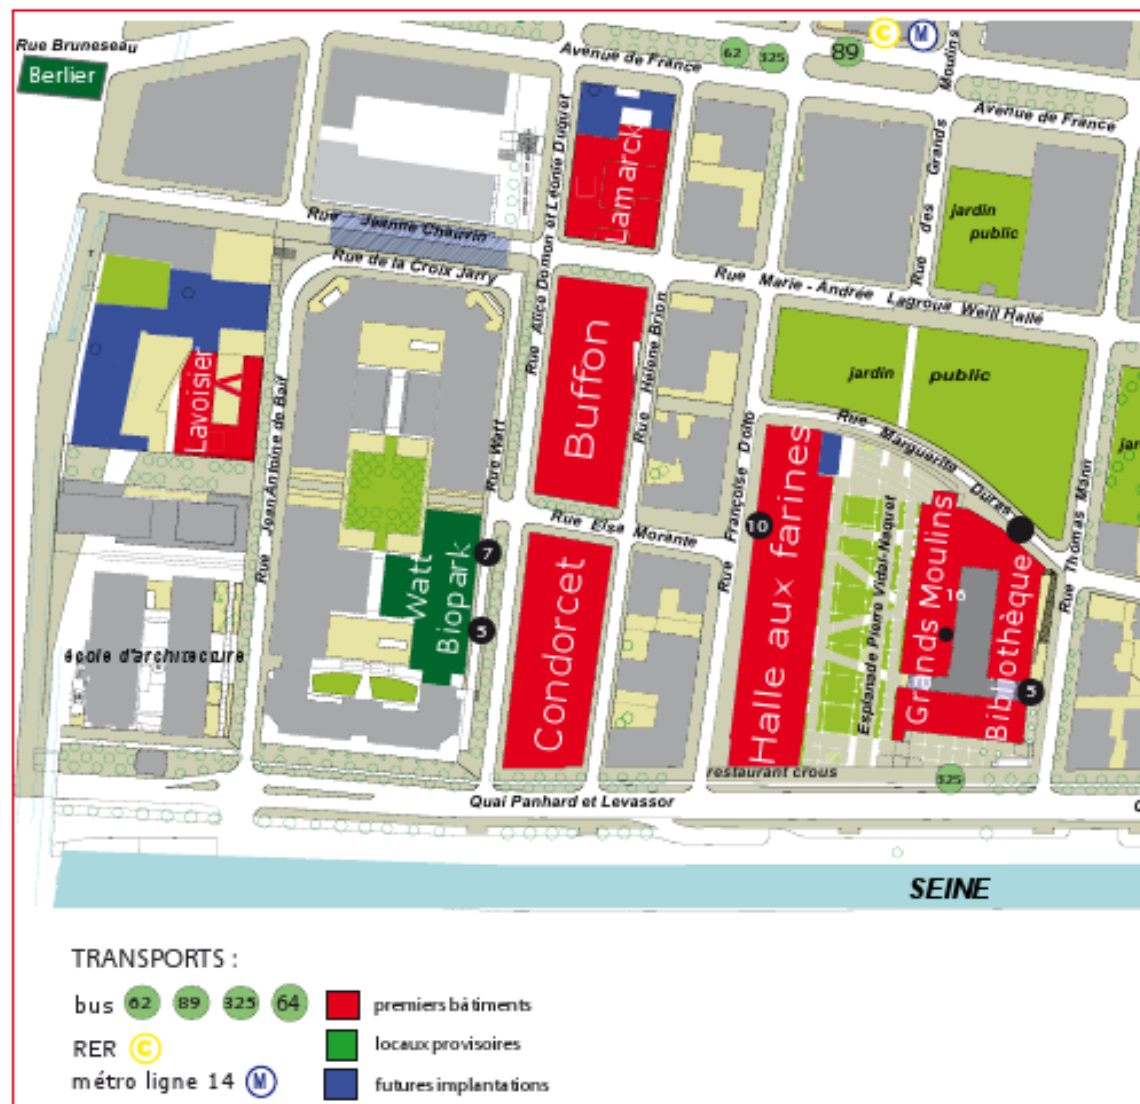 Rue Bruneseau
Berlier
Avenue de France
62
325
89
C
M
Rue des Grands Moulins
Avenue de France
Rue Alice Domon et Léonie Duquet
Lamarck
jardin
public
Rue Jeanne Chauvin
Rue de la Croix Jarry
Rue Marie - Andrée Lagroua Weill Hallé
Lavoisier
V
Rue Jean Antoine de Baïf
Rue Watt
Buffon
Rue Hélène Brion
jardin public
Rue Françoise Dolto
Rue Marguerite Duras
Rue Thomas Mann
jar
Rue Elsa Morante
10
7
5
Watt
Biopark
Condorcet
Halle aux farines
Esplanade Pierre Vidal-Naquet
Grands Moulins
16
Bibliothèque
5
école d'architecture
restaurant crous
325
Quai Panhard et Levassor
SEINE
TRANSPORTS :
bus 62 89 325 64
RER C
métro ligne 14 M
premiers bâtiments
locaux provisoires
futures implantations